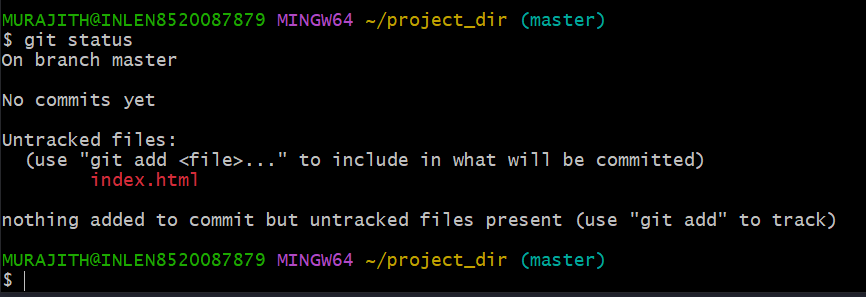 MURAJITH@INLEN8520087879 MINGW64 ~/project_dir (master)
$ git status
On branch master
No commits yet
Untracked files:
(use "git add <file>..." to include in what will be committed)
index.html
nothing added to commit but untracked files present (use "git add" to track)
MURAJITH@INLEN8520087879 MINGW64 ~/project_dir (master)
$